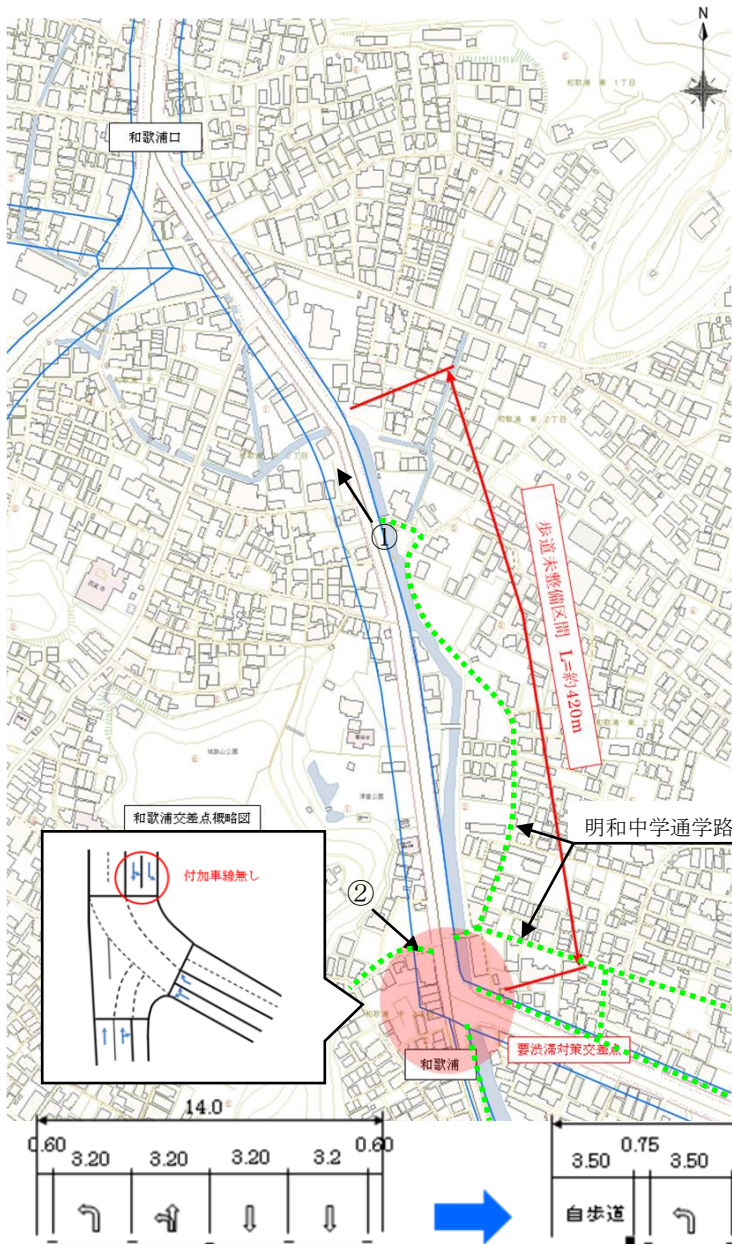 N
和歌浦 東 1丁目
和歌浦口
和歌浦 東 2丁目
歩道未整備区間 L=約420m
①
明和中学通学路
和歌浦交差点概略図
付加車線無し
②
和歌浦
要渋滞対策交差点
14.0
0.60
3.20
3.20
3.20
3.2
0.60
3.50
0.75
3.50
自歩道